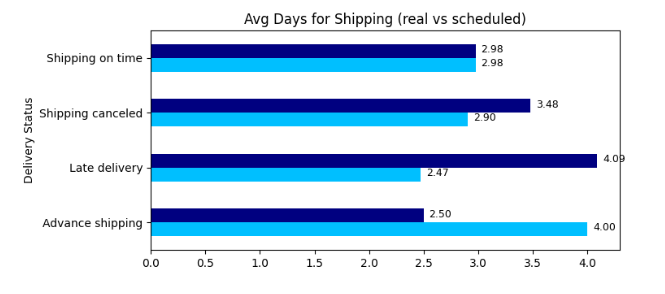 Avg Days for Shipping (real vs scheduled)
Delivery Status
Shipping on time
2.98
2.98
Shipping canceled
3.48
2.90
Late delivery
4.09
2.47
Advance shipping
2.50
4.00
0.0 0.5 1.0 1.5 2.0 2.5 3.0 3.5 4.0